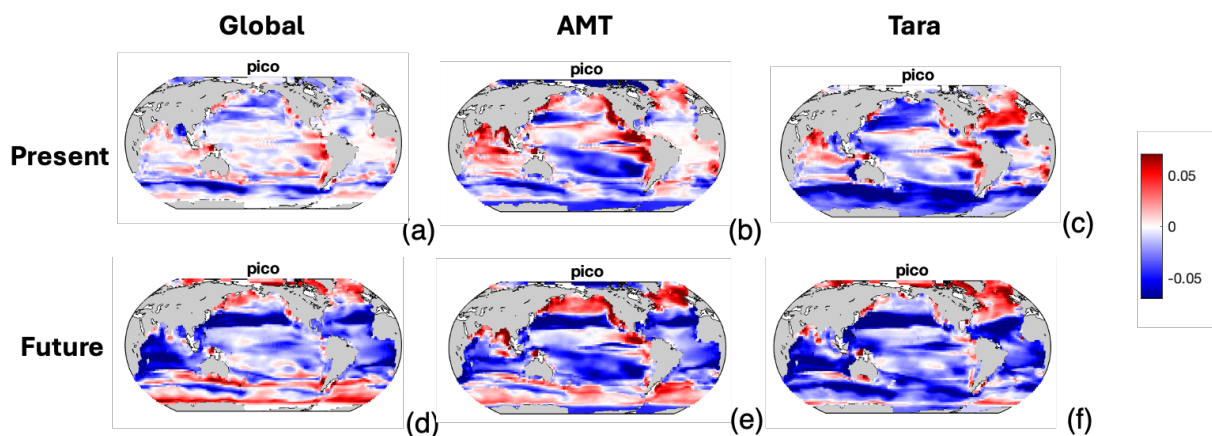 Global AMT Tara
pico pico pico
Present
(a) (b) (c)
0.05
0
-0.05
pico pico pico
Future
(d) (e) (f)